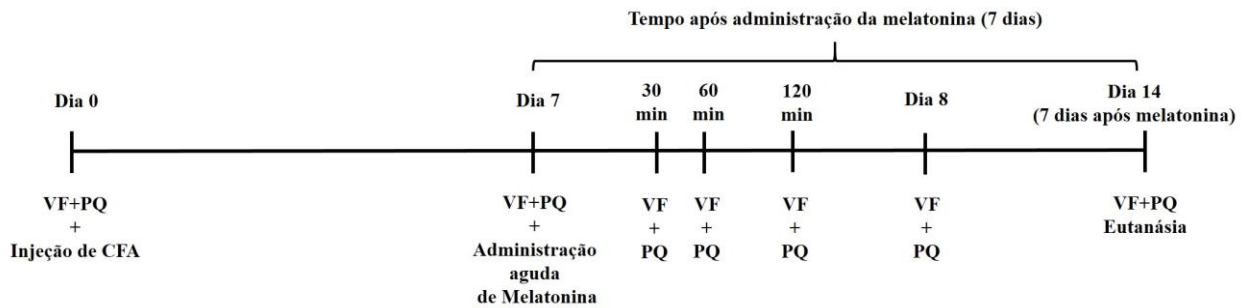 Tempo após administração da melatonina (7 dias)
Dia 0
Dia 7
30
min
60
min
120
min
Dia 8
Dia 14
(7 dias após melatonina)
VF+PQ
+
Injeção de CFA
VF+PQ
+
Administração
aguda
de Melatonina
VF
+
PQ
VF
+
PQ
VF
+
PQ
VF
+
PQ
VF+PQ
Eutanásia